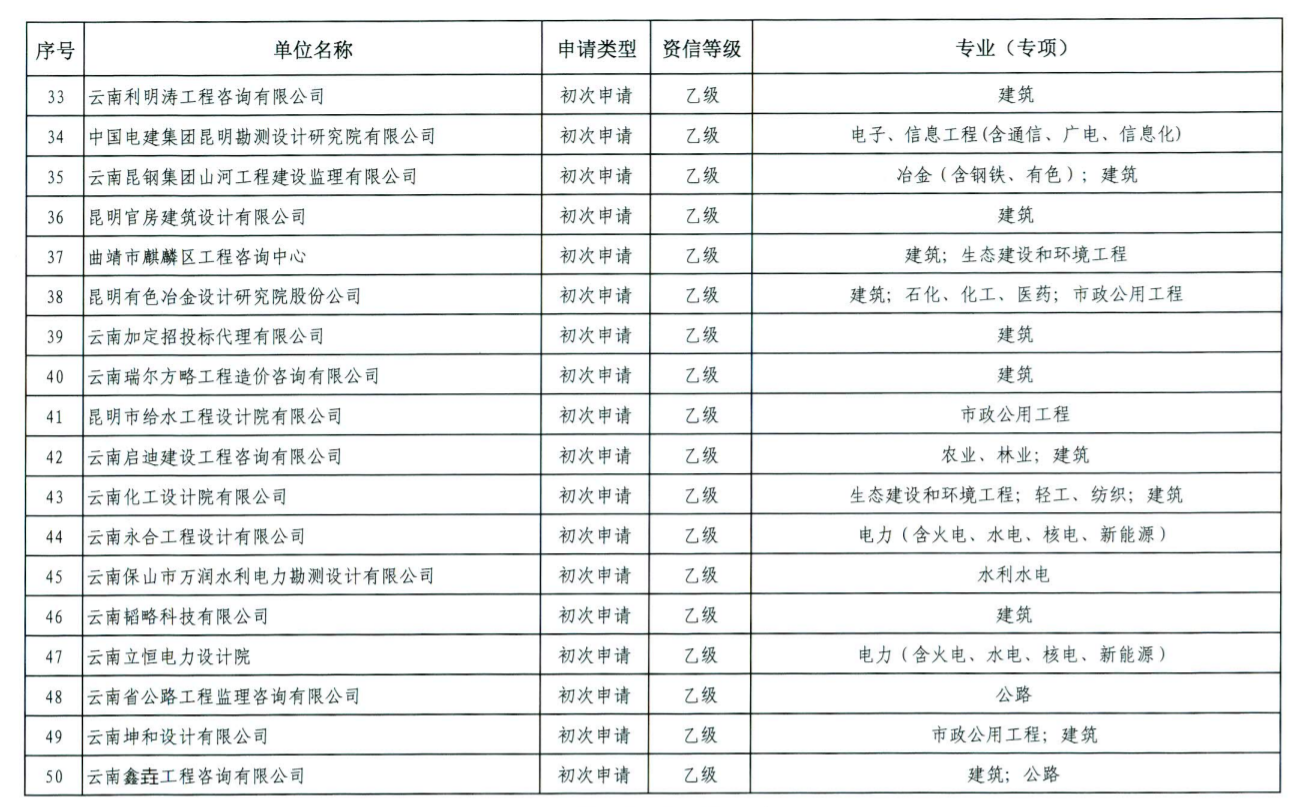 序号 单位名称 申请类型 资信等级 专业（专项）
33 云南利明涛工程咨询有限公司 初次申请 乙级 建筑
34 中国电建集团昆明勘测设计研究院有限公司 初次申请 乙级 电子、信息工程(含通信、广电、信息化)
35 云南昆钢集团山河工程建设监理有限公司 初次申请 乙级 冶金（含钢铁、有色）；建筑
36 昆明官房建筑设计有限公司 初次申请 乙级 建筑
37 曲靖市麒麟区工程咨询中心 初次申请 乙级 建筑；生态建设和环境工程
38 昆明有色冶金设计研究院股份公司 初次申请 乙级 建筑；石化、化工、医药；市政公用工程
39 云南加定招投标代理有限公司 初次申请 乙级 建筑
40 云南瑞尔方略工程造价咨询有限公司 初次申请 乙级 建筑
41 昆明市给水工程设计院有限公司 初次申请 乙级 市政公用工程
42 云南启迪建设工程咨询有限公司 初次申请 乙级 农业、林业；建筑
43 云南化工设计院有限公司 初次申请 乙级 生态建设和环境工程；轻工、纺织；建筑
44 云南永合工程设计有限公司 初次申请 乙级 电力（含火电、水电、核电、新能源）
45 云南保山市万润水利电力勘测设计有限公司 初次申请 乙级 水利水电
46 云南韬略科技有限公司 初次申请 乙级 建筑
47 云南立恒电力设计院 初次申请 乙级 电力（含火电、水电、核电、新能源）
48 云南省公路工程监理咨询有限公司 初次申请 乙级 公路
49 云南坤和设计有限公司 初次申请 乙级 市政公用工程；建筑
50 云南鑫垚工程咨询有限公司 初次申请 乙级 建筑；公路